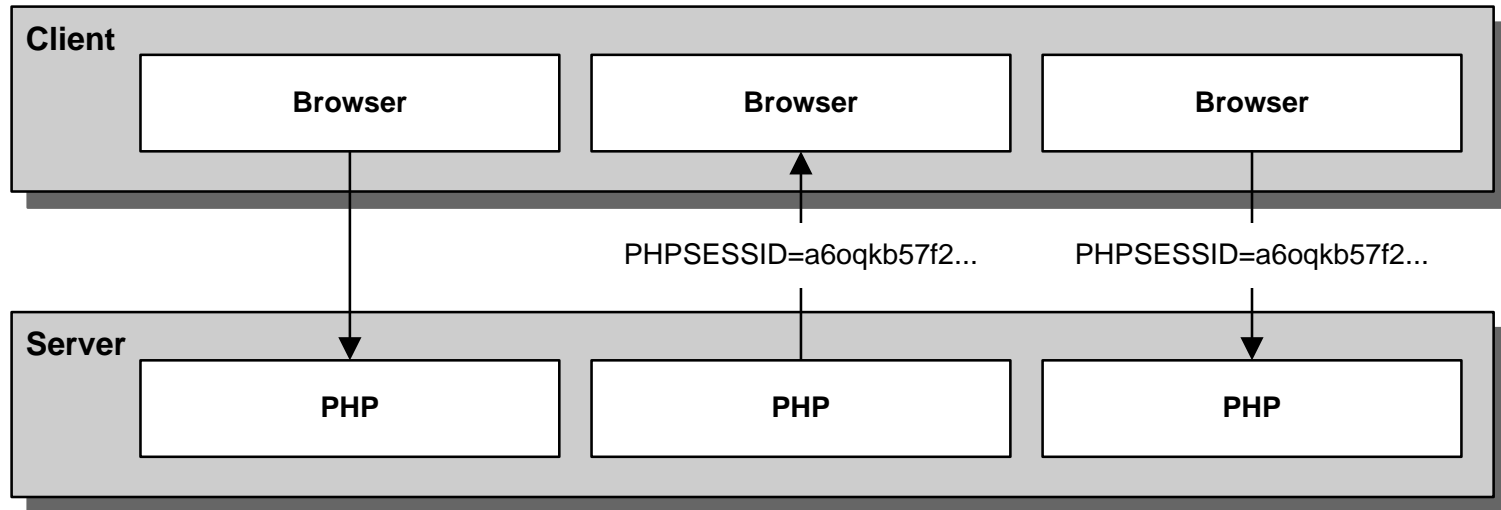 Client
Browser
Browser
Browser
PHPSESSID=a6oqkb57f2...
PHPSESSID=a6oqkb57f2...
Server
PHP
PHP
PHP